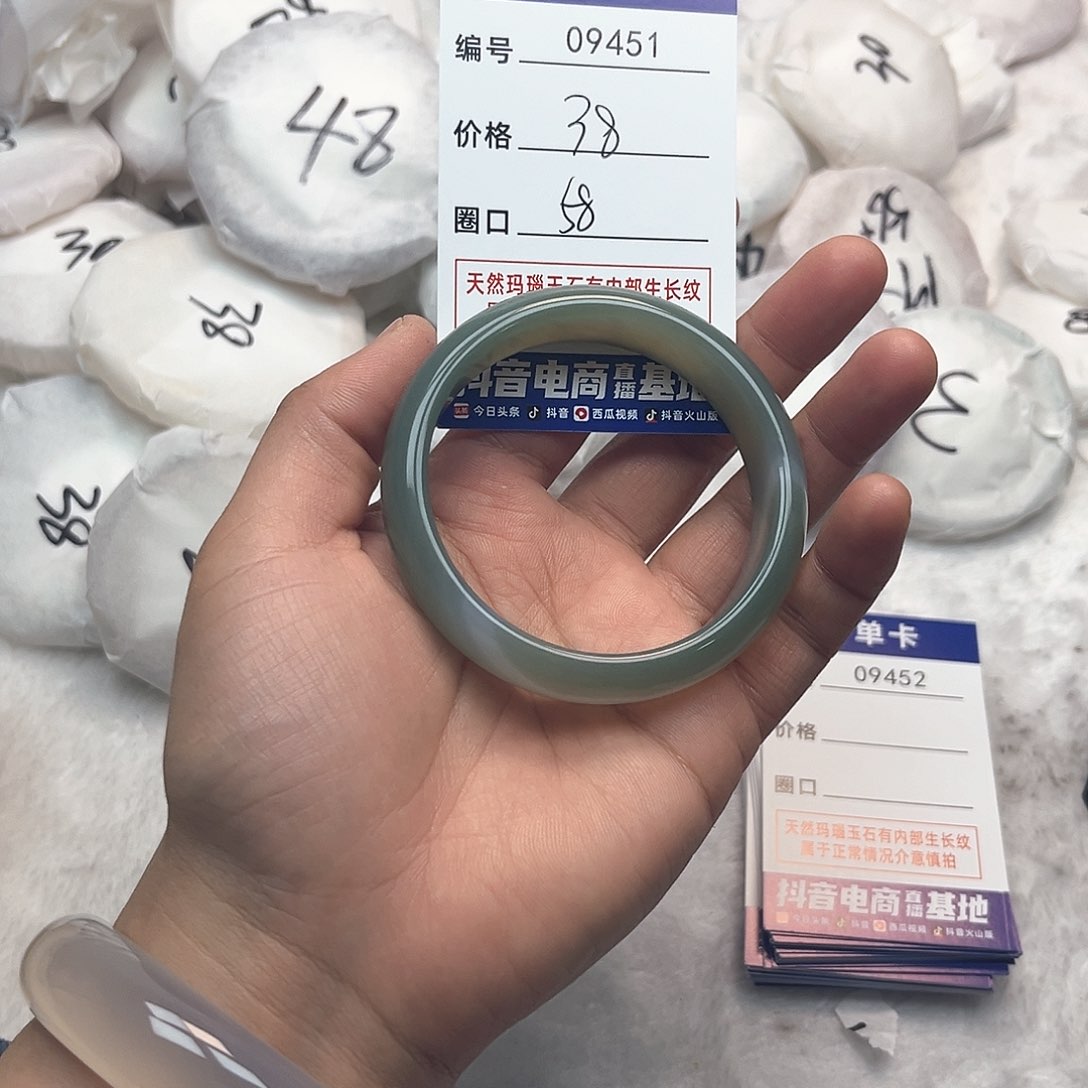 编号 09451
价格 38
圈口 58
天然玛瑙玉石有内部生长纹
抖音电商直播基地
今日头条 抖音 西瓜视频 抖音火山版
48
38
38
单卡
09452
价格
圈口
天然玛瑙玉石有内部生长纹
属于正常情况介意慎拍
抖音电商直播基地
今日头条 抖音 西瓜视频 抖音火山版